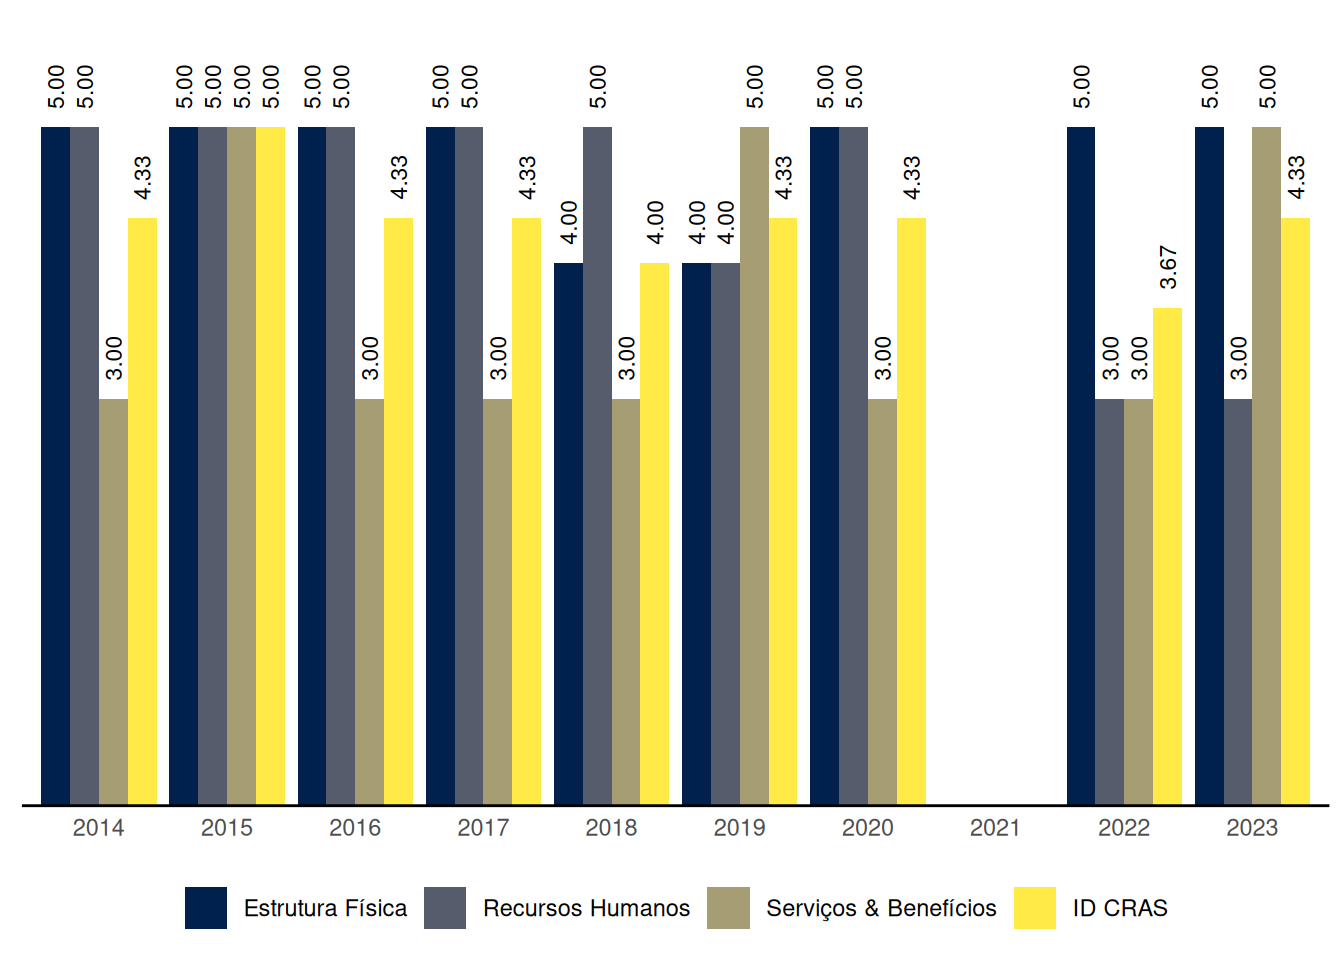 5.00 5.00 3.00 4.33 5.00 5.00 5.00 5.00 5.00 5.00 3.00 4.33 5.00 5.00 3.00 4.33 4.00 5.00 3.00 4.00 4.00 4.00 5.00 4.33 5.00 5.00 3.00 4.33 5.00 3.00 3.00 3.67 5.00 3.00 5.00 4.33
2014 2015 2016 2017 2018 2019 2020 2021 2022 2023
Estrutura Física Recursos Humanos Serviços & Benefícios ID CRAS